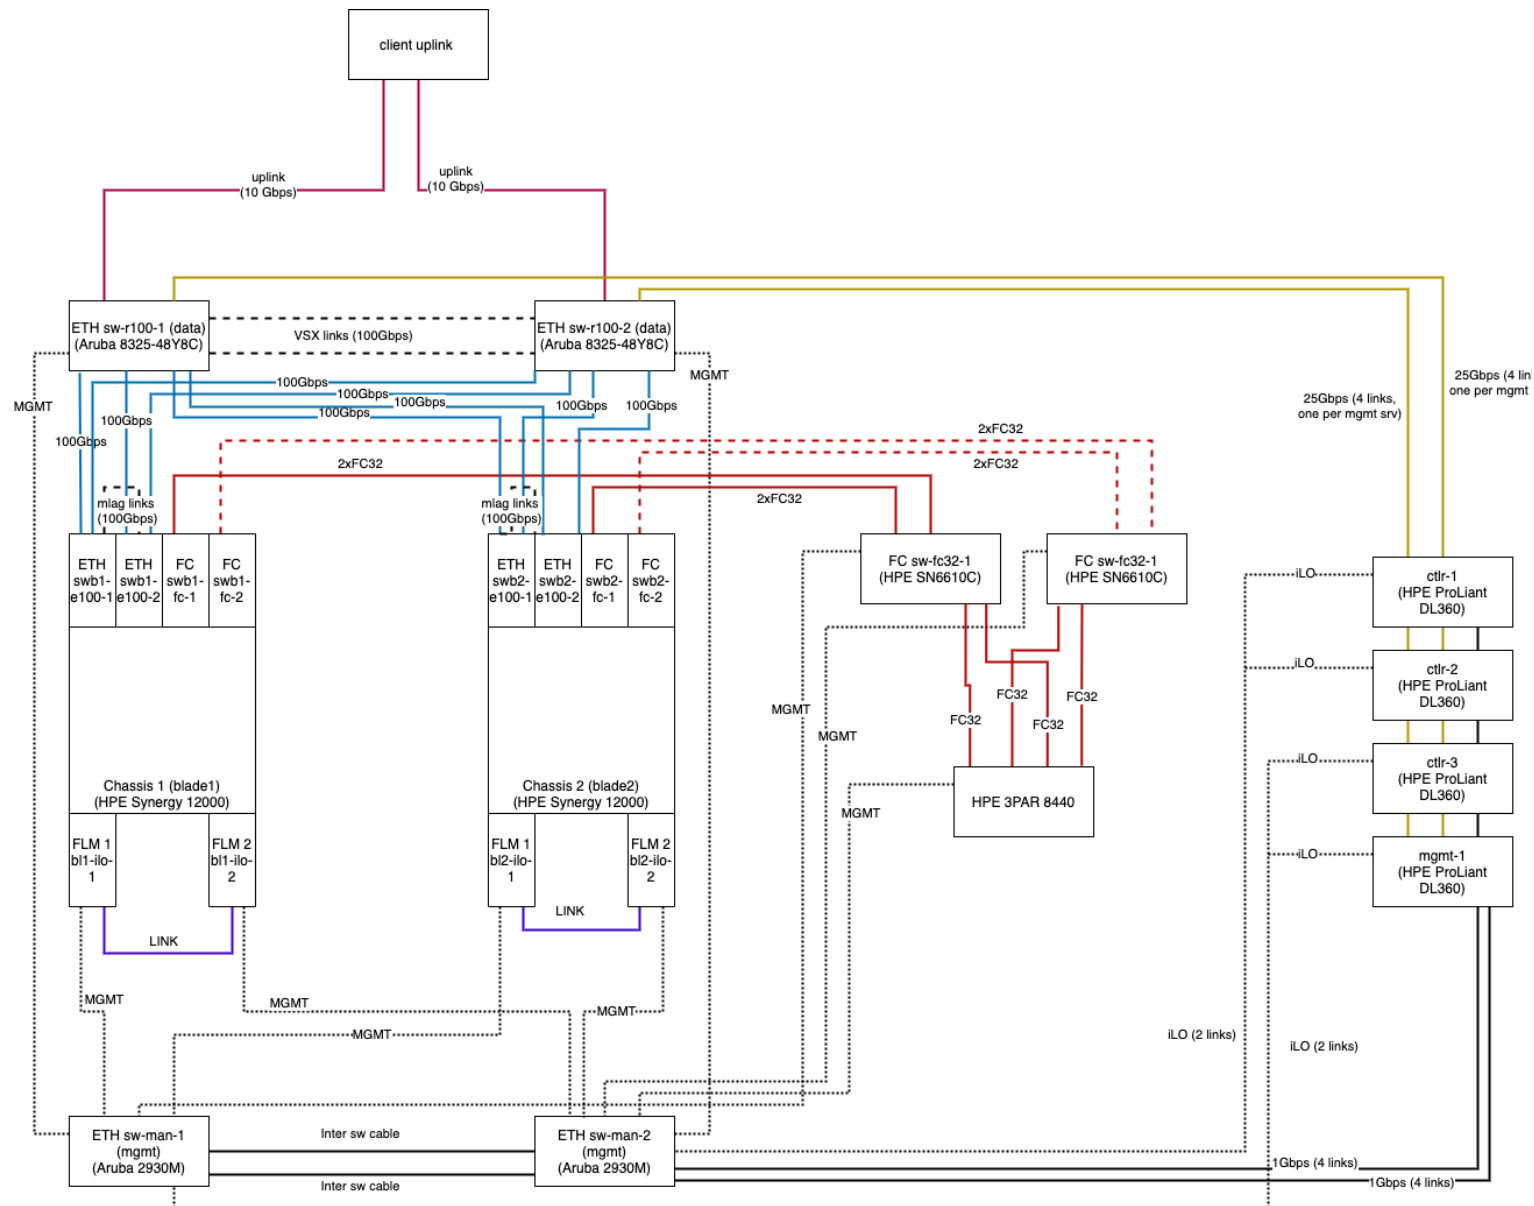 client uplink
uplink
(10 Gbps)
uplink
(10 Gbps)
ETH sw-r100-1 (data)
(Aruba 8325-48Y8C)
VSX links (100Gbps)
ETH sw-r100-2 (data)
(Aruba 8325-48Y8C)
MGMT
MGMT
100Gbps
100Gbps
100Gbps
100Gbps
100Gbps
100Gbps
100Gbps
100Gbps
25Gbps (4 links,
one per mgmt srv)
25Gbps (4 lin
one per mgmt
2xFC32
2xFC32
2xFC32
2xFC32
mlag links
(100Gbps)
mlag links
(100Gbps)
ETH
swb1-
e100-1
ETH
swb1-
e100-2
FC
swb1-
fc-1
FC
swb1-
fc-2
ETH
swb2-
e100-1
ETH
swb2-
e100-2
FC
swb2-
fc-1
FC
swb2-
fc-2
FC sw-fc32-1
(HPE SN6610C)
FC sw-fc32-1
(HPE SN6610C)
iLO
ctlr-1
(HPE ProLiant
DL360)
iLO
ctlr-2
(HPE ProLiant
DL360)
iLO
ctlr-3
(HPE ProLiant
DL360)
iLO
mgmt-1
(HPE ProLiant
DL360)
MGMT
MGMT
MGMT
FC32
FC32
FC32
FC32
HPE 3PAR 8440
Chassis 1 (blade1)
(HPE Synergy 12000)
Chassis 2 (blade2)
(HPE Synergy 12000)
FLM 1
bl1-ilo-
1
FLM 2
bl1-ilo-
2
FLM 1
bl2-ilo-
1
FLM 2
bl2-ilo-
2
LINK
LINK
MGMT
MGMT
MGMT
MGMT
iLO (2 links)
iLO (2 links)
ETH sw-man-1
(mgmt)
(Aruba 2930M)
Inter sw cable
Inter sw cable
ETH sw-man-2
(mgmt)
(Aruba 2930M)
1Gbps (4 links)
1Gbps (4 links)